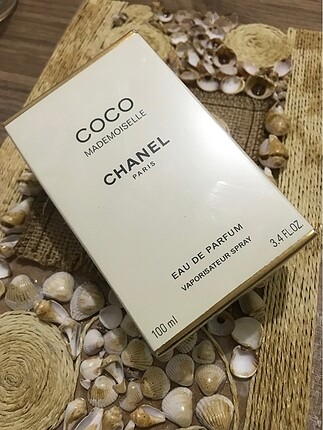 COCO
MADEMOISELLE
CHANEL
PARIS
EAU DE PARFUM
VAPORISATEUR SPRAY
100 ml
3.4 FL.OZ